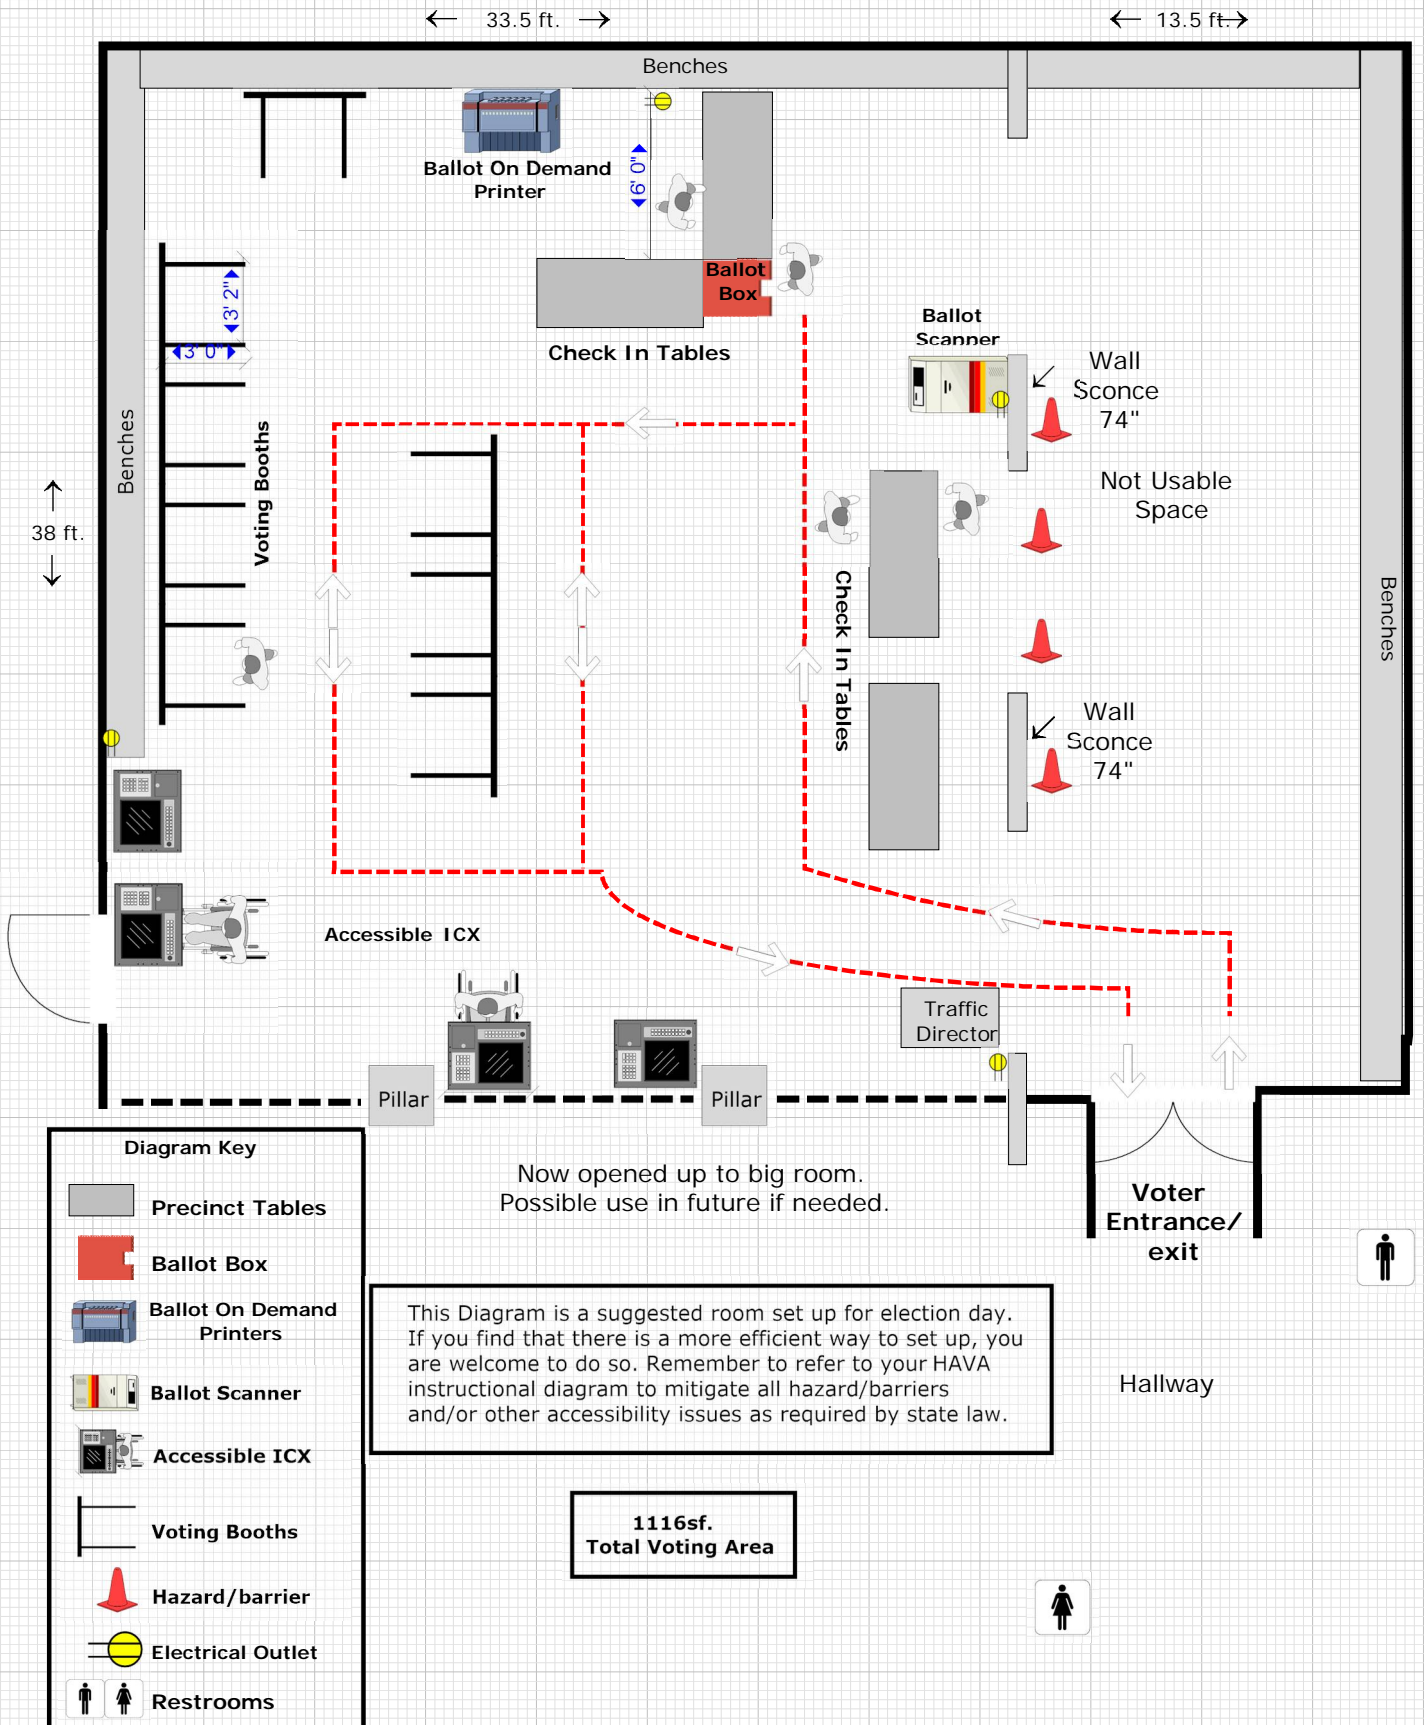 33.5 ft.
13.5 ft.
Benches
Ballot On Demand
Printer
6' 0"
Ballot
Box
3' 2"
3' 0"
Check In Tables
Ballot
Scanner
Wall
Sconce
74"
Benches
Voting Booths
38 ft.
Not Usable
Space
Check In Tables
Benches
Wall
Sconce
74"
Accessible ICX
Traffic
Director
Pillar
Pillar
Now opened up to big room.
Possible use in future if needed.
Voter
Entrance/
exit
Diagram Key
Precinct Tables
Ballot Box
Ballot On Demand
Printers
Ballot Scanner
Accessible ICX
Voting Booths
Hazard/barrier
Electrical Outlet
Restrooms
This Diagram is a suggested room set up for election day.
If you find that there is a more efficient way to set up, you
are welcome to do so. Remember to refer to your HAVA
instructional diagram to mitigate all hazard/barriers
and/or other accessibility issues as required by state law.
Hallway
1116sf.
Total Voting Area